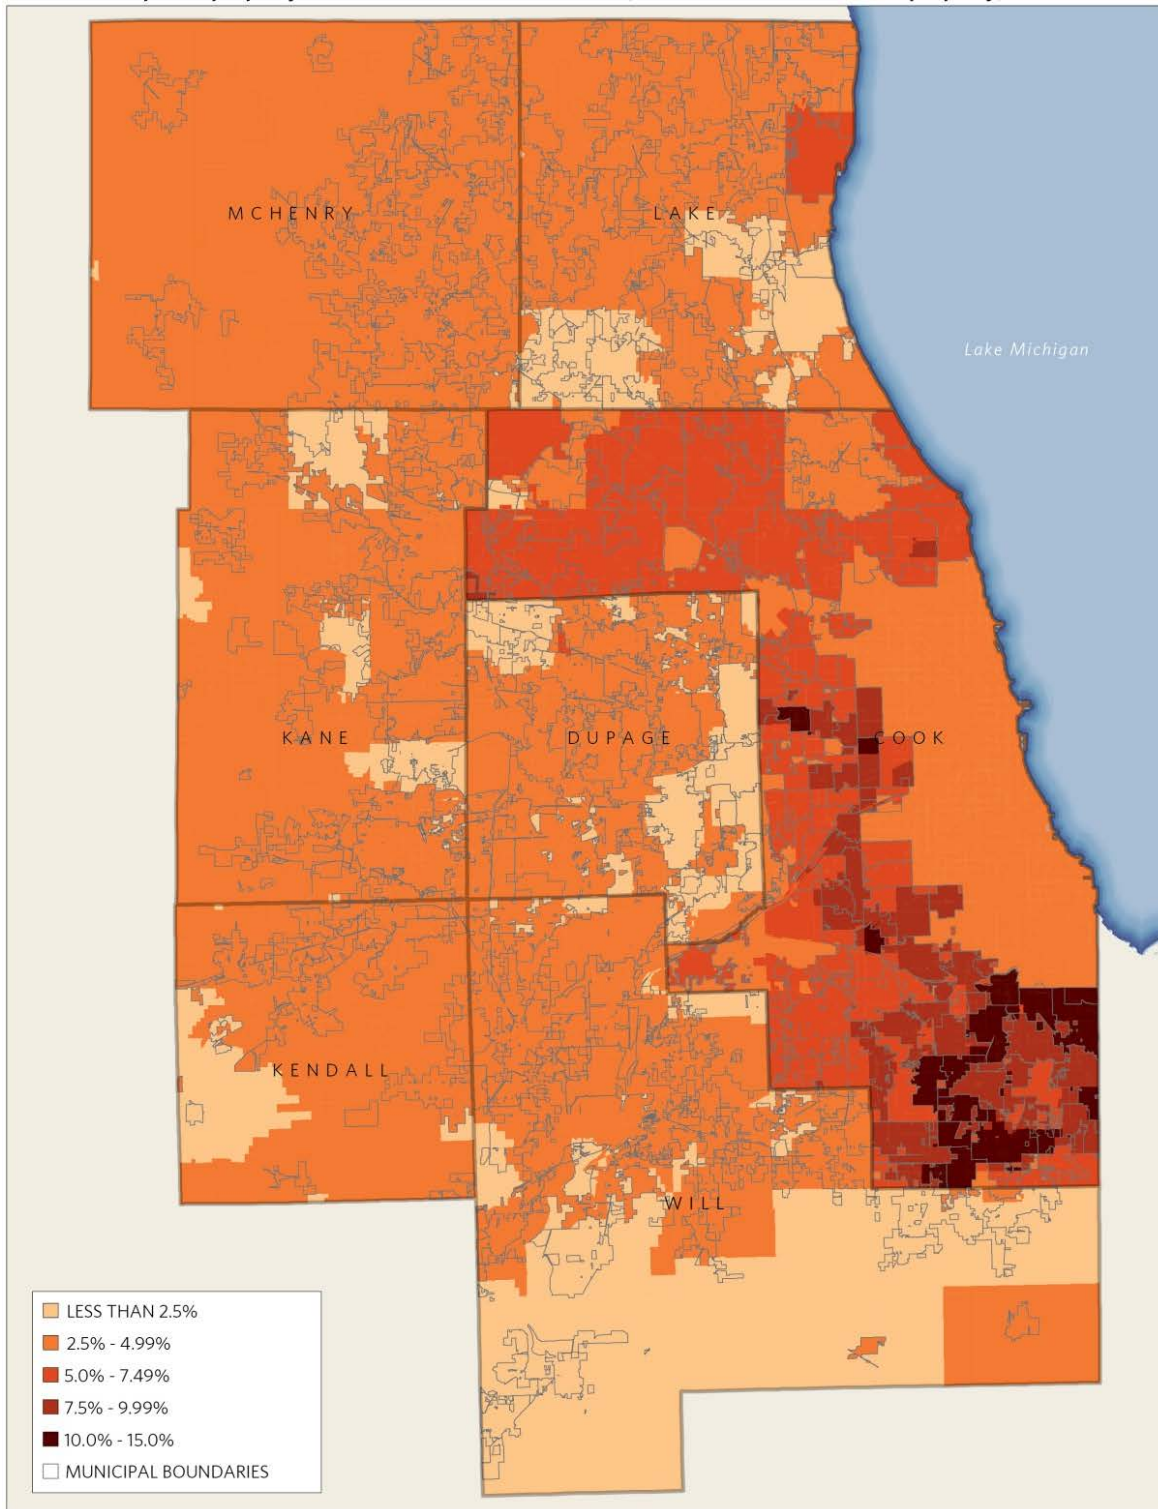 MCHENRY
LAKE
Lake Michigan
KANE
DUPAGE
COOK
KENDALL
WILL
LESS THAN 2.5%
2.5% - 4.99%
5.0% - 7.49%
7.5% - 9.99%
10.0% - 15.0%
MUNICIPAL BOUNDARIES